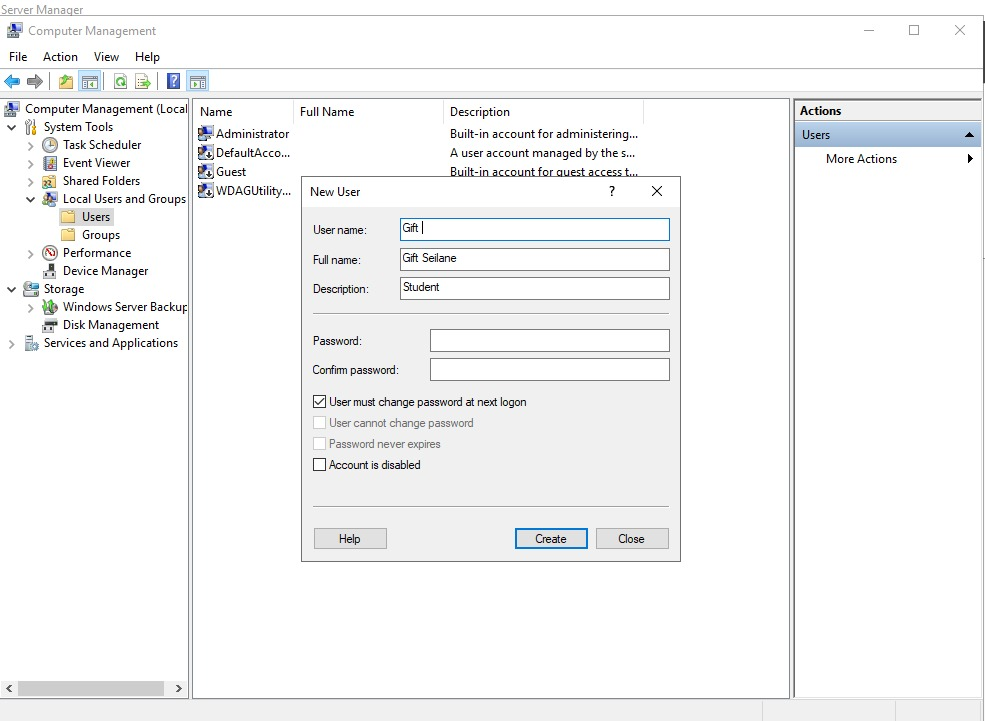 Server Manager
Computer Management
File Action View Help
Computer Management (Local
System Tools
Task Scheduler
Event Viewer
Shared Folders
Local Users and Groups
Users
Groups
Performance
Device Manager
Storage
Windows Server Backup
Disk Management
Services and Applications
Name Full Name Description
Administrator Built-in account for administering...
DefaultAcco... A user account managed by the s...
Guest Built-in account for guest access t...
WDAGUtility...
New User ?
User name: Gift
Full name: Gift Seilane
Description: Student
Password:
Confirm password:
User must change password at next logon
User cannot change password
Password never expires
Account is disabled
Help Create Close
Actions
Users
More Actions